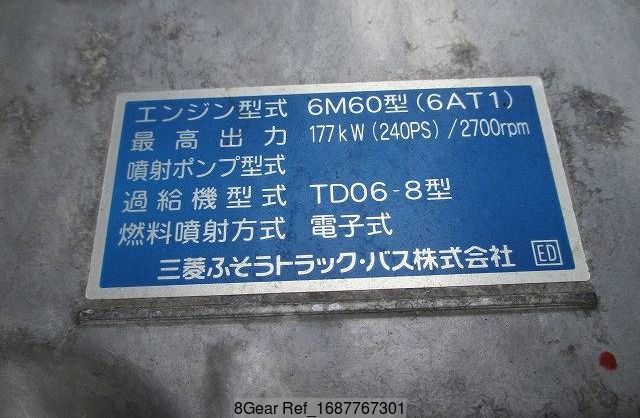 エンジン型式 6M60型(6AT1)
最高出力 177kW(240PS)/2700rpm
噴射ポンプ型式
過給機型式 TD06-8型
燃料噴射方式 電子式
三菱ふそうトラック・バス株式会社 ED
8Gear Ref_1687767301